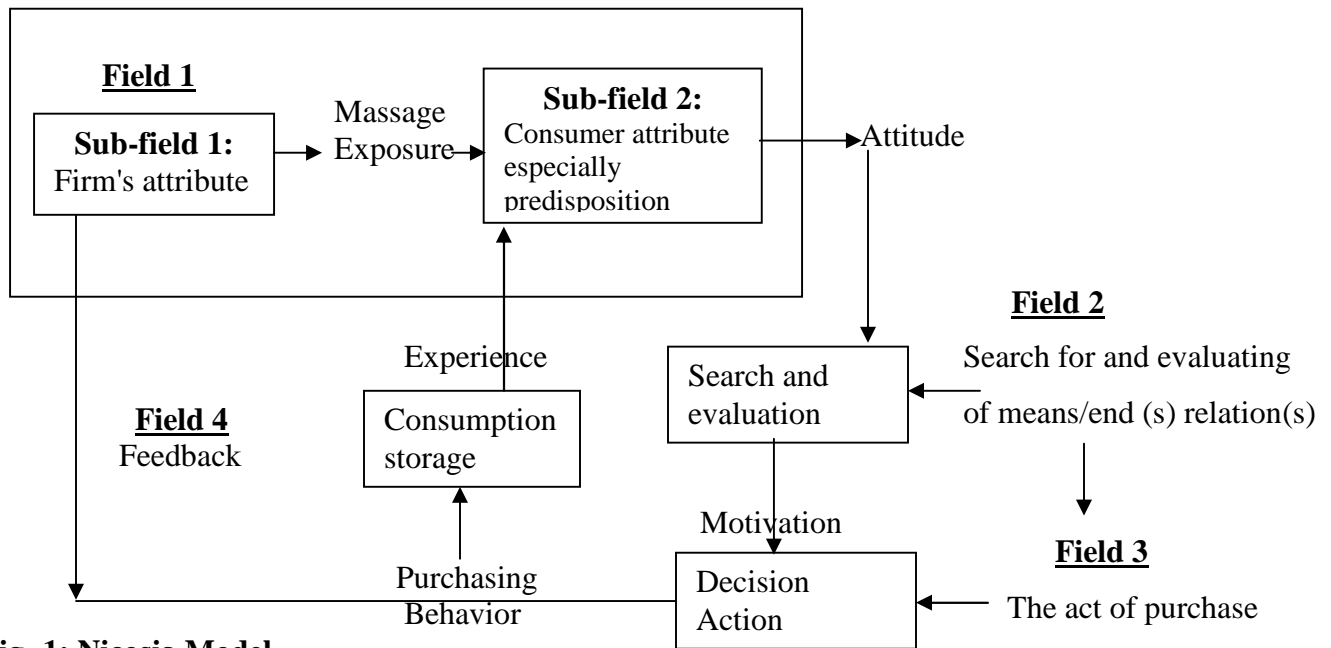 Field 1
Sub-field 1:
Firm's attribute
Massage
Exposure
Sub-field 2:
Consumer attribute
especially
predisposition
Attitude
Field 2
Search for and evaluating
of means/end (s) relation(s)
Search and
evaluation
Experience
Consumption
storage
Field 4
Feedback
Motivation
Field 3
The act of purchase
Decision
Action
Purchasing
Behavior
1: Nicosia Model